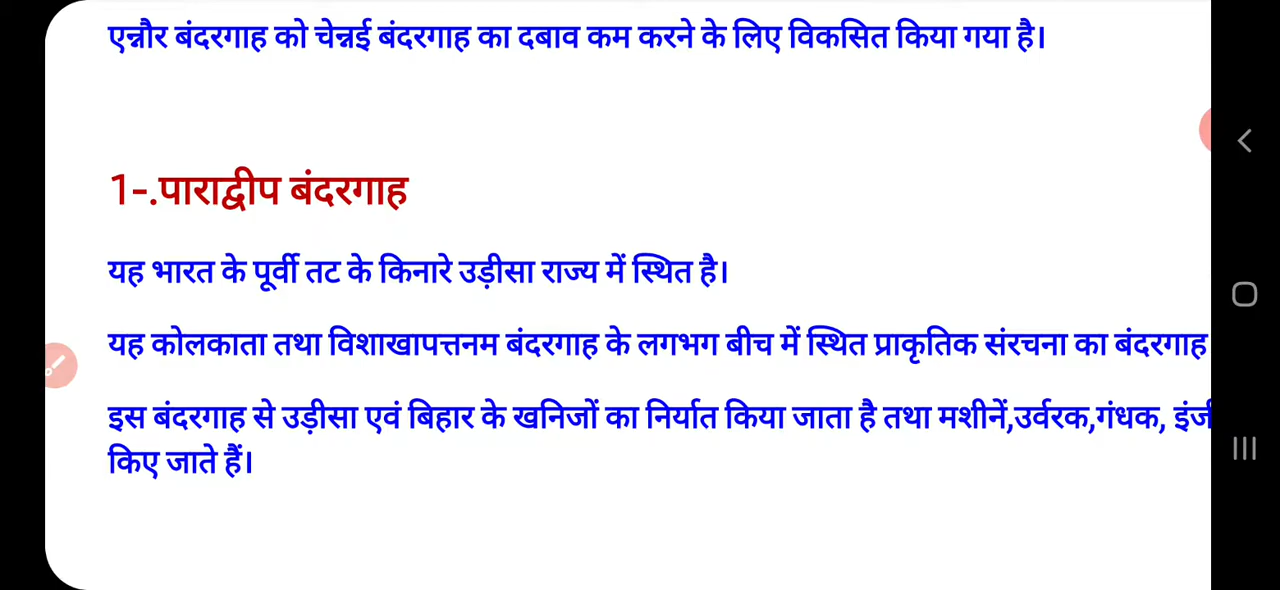 एन्नौर बंदरगाह को चेन्नई बंदरगाह का दबाव कम करने के लिए विकसित किया गया है।
1-.पाराद्वीप बंदरगाह
यह भारत के पूर्वी तट के किनारे उड़ीसा राज्य में स्थित है।
यह कोलकाता तथा विशाखापत्तनम बंदरगाह के लगभग बीच में स्थित प्राकृतिक संरचना का बंदरगाह
इस बंदरगाह से उड़ीसा एवं बिहार के खनिजों का निर्यात किया जाता है तथा मशीनें,उर्वरक,गंधक,
किए जाते हैं।